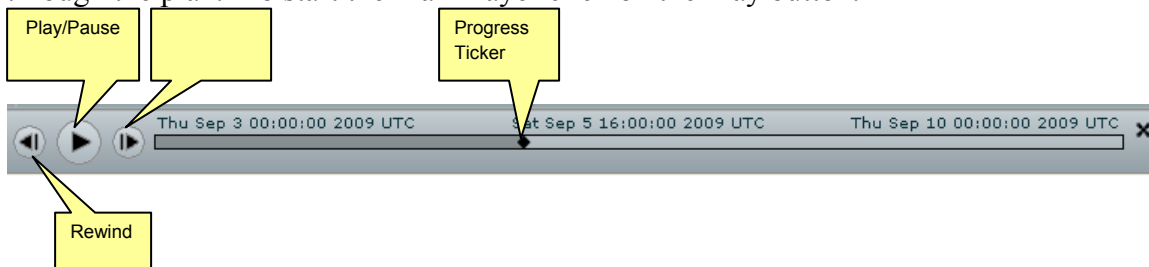 Play/Pause
Progress
Ticker
Thu Sep 3 00:00:00 2009 UTC
Sat Sep 5 16:00:00 2009 UTC
Thu Sep 10 00:00:00 2009 UTC
Rewind